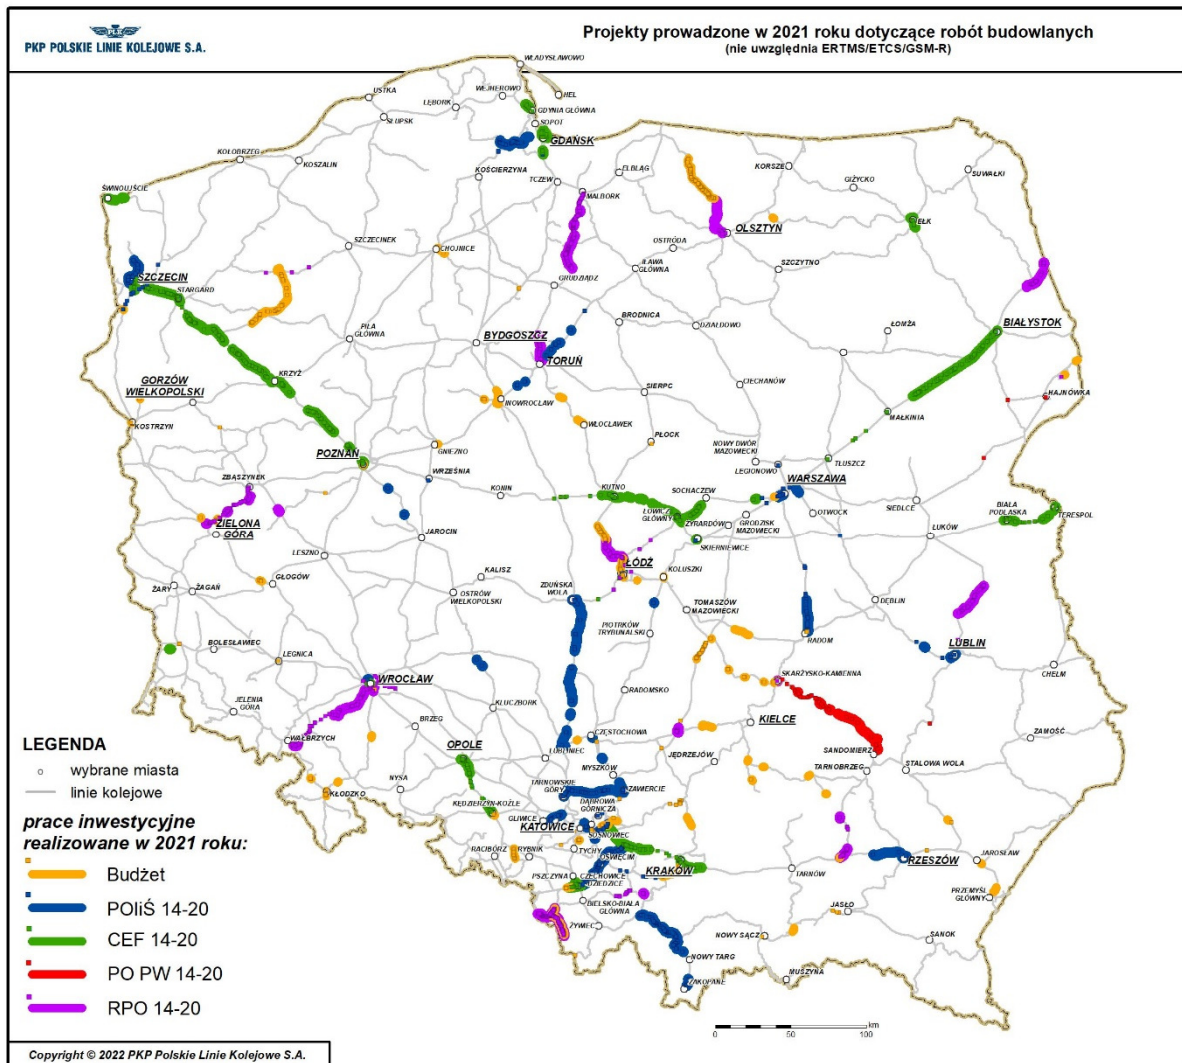 PKP POLSKIE LINIE KOLEJOWE S.A.
Projekty prowadzone w 2021 roku dotyczące robót budowlanych
(nie uwzględnia ERTMS/ETCS/GSM-R)
WŁADYSŁAWOWO
HEL
USTKA
WEJHEROWO
LĘBORK
GDYNIA GŁÓWNA
SŁUPSK
SOPOT
GDAŃSK
KOŁOBRZEG
KOSZALIN
KOŚCIERZYNA
TCZEW
ELBLĄG
KORSZE
GIŻYCKO
SUWAŁKI
ŚWINOUJŚCIE
MALBORK
EŁK
OLSZTYN
SZCZECINEK
CHOJNICE
OSTRÓDA
IŁAWA
GŁÓWNA
SZCZYTNO
SZCZECIN
STARGARD
GRUDZIĄDZ
BRODNICA
DZIAŁDOWO
ŁOMŻA
BIAŁYSTOK
PIŁA
GŁÓWNA
BYDGOSZCZ
TORUŃ
GORZÓW
WIELKOPOLSKI
KRZYŻ
SIERPC
CIECHANÓW
HAJNÓWKA
INOWROCŁAW
MAŁKINIA
KOSTRZYN
WŁOCŁAWEK
PŁOCK
GNIEZNO
NOWY DWÓR
MAZOWIECKI
LEGIONOWO
TŁUSZCZ
POZNAŃ
WRZEŚNIA
ZBĄSZYNEK
KONIN
KUTNO
SOCHACZEW
WARSZAWA
ŁOWICZ
GŁÓWNY
ŻYRARDÓW
GRODZISK
MAZOWIECKI
OTWOCK
SIEDLCE
BIAŁA
PODLASKA
TERESPOL
ZIELONA
GÓRA
JAROCIN
SKIERNIEWICE
ŁUKÓW
LESZNO
KALISZ
ŁÓDŹ
KOLUSZKI
ŻARY
ŻAGAŃ
GŁOGÓW
OSTRÓW
WIELKOPOLSKI
ZDUŃSKA
WOLA
TOMASZÓW
MAZOWIECKI
DĘBLIN
PIOTRKÓW
TRYBUNALSKI
RADOM
BOLESŁAWIEC
LEGNICA
LUBLIN
CHEŁM
WROCŁAW
SKARŻYSKO-KAMIENNA
RADOMSKO
JELENIA
GÓRA
KLUCZBORK
BRZEG
KIELCE
ZAMOŚĆ
WAŁBRZYCH
OPOLE
CZĘSTOCHOWA
LUBLINIEC
JĘDRZEJÓW
SANDOMIERZ
TARNOBRZEG
STALOWA WOLA
MYSZKÓW
NYSA
KŁODZKO
TARNOWSKIE
GÓRY
ZAWIERCIE
KĘDZIERZYN-KOŹLE
DĄBROWA
GÓRNICZA
GLIWICE
KATOWICE
SOSNOWIEC
RACIBÓRZ
RYBNIK
TYCHY
OŚWIĘCIM
KRAKÓW
RZESZÓW
JAROSŁAW
PSZCZYNA
CZECHOWICE
DZIEDZICE
TARNÓW
PRZEMYŚL
GŁÓWNY
BIELSKO-BIAŁA
GŁÓWNA
JASŁO
ŻYWIEC
NOWY SĄCZ
SANOK
NOWY TARG
MUSZYNA
ZAKOPANE
LEGENDA
wybrane miasta
linie kolejowe
prace inwestycyjne
realizowane w 2021 roku:
Budżet
POIiŚ 14-20
CEF 14-20
PO PW 14-20
RPO 14-20
km
0 50 100
Copyright © 2022 PKP Polskie Linie Kolejowe S.A.